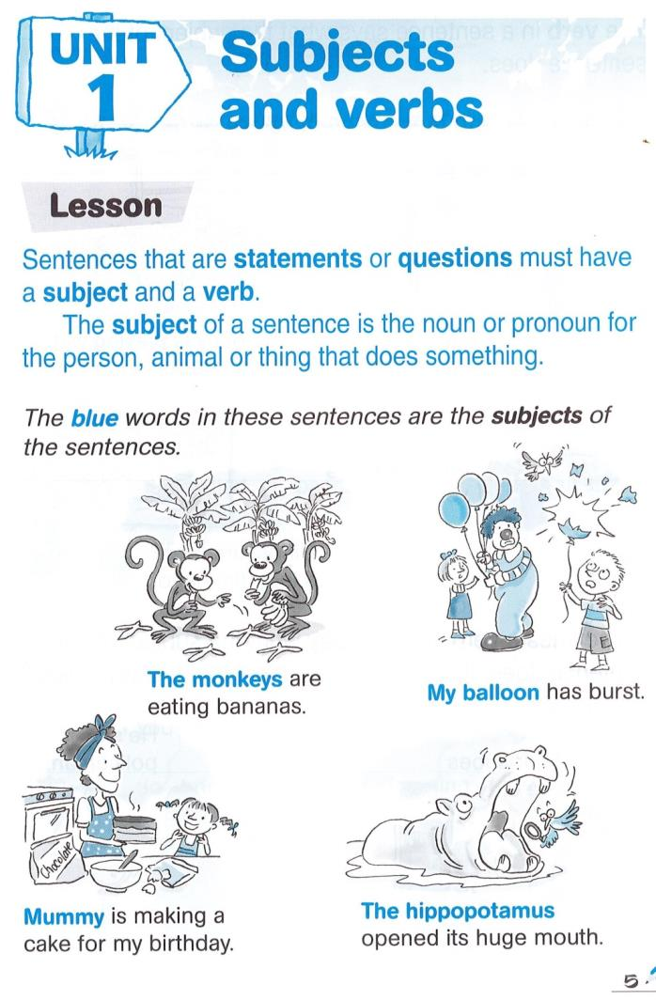 UNIT
1
Subjects
and verbs
Lesson
Sentences that are statements or questions must have
a subject and a verb.
The subject of a sentence is the noun or pronoun for
the person, animal or thing that does something.
The blue words in these sentences are the subjects of
the sentences.
The monkeys are
eating bananas.
My balloon has burst.
Chocolate
Mummy is making a
cake for my birthday.
The hippopotamus
opened its huge mouth.
5